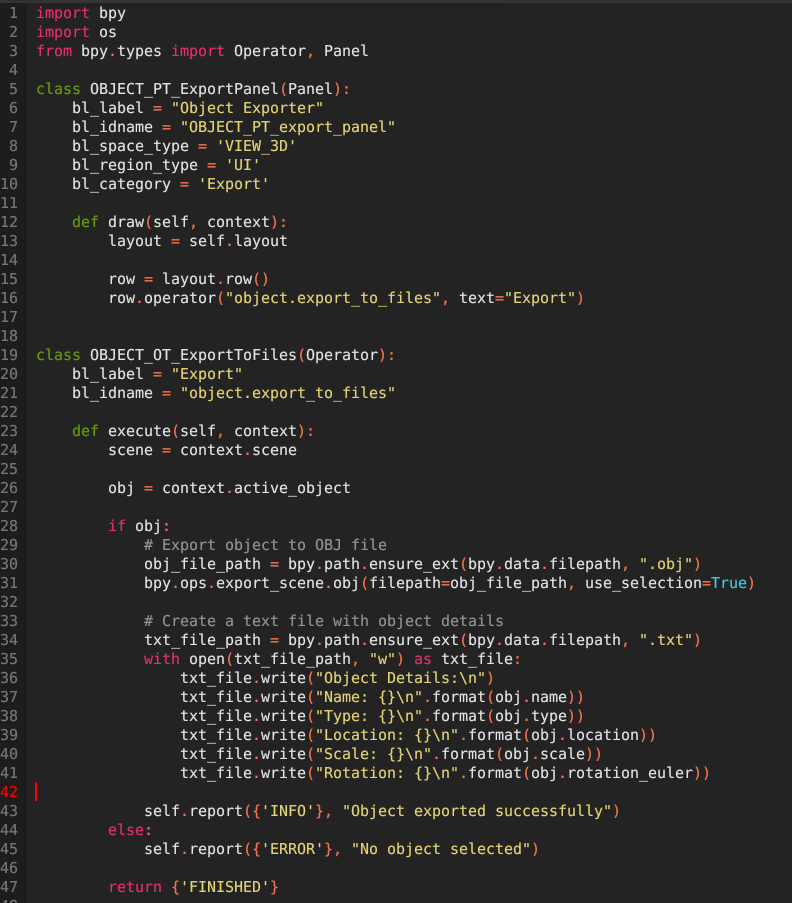 1 import bpy
2 import os
3 from bpy.types import Operator, Panel
4
5 class OBJECT_PT_ExportPanel(Panel):
6     bl_label = "Object Exporter"
7     bl_idname = "OBJECT_PT_export_panel"
8     bl_space_type = 'VIEW_3D'
9     bl_region_type = 'UI'
10     bl_category = 'Export'
11
12     def draw(self, context):
13         layout = self.layout
14
15         row = layout.row()
16         row.operator("object.export_to_files", text="Export")
17
18
19 class OBJECT_OT_ExportToFiles(Operator):
20     bl_label = "Export"
21     bl_idname = "object.export_to_files"
22
23     def execute(self, context):
24         scene = context.scene
25
26         obj = context.active_object
27
28         if obj:
29             # Export object to OBJ file
30             obj_file_path = bpy.path.ensure_ext(bpy.data.filepath, ".obj")
31             bpy.ops.export_scene.obj(filepath=obj_file_path, use_selection=True)
32
33             # Create a text file with object details
34             txt_file_path = bpy.path.ensure_ext(bpy.data.filepath, ".txt")
35             with open(txt_file_path, "w") as txt_file:
36                 txt_file.write("Object Details:\n")
37                 txt_file.write("Name: {}\n".format(obj.name))
38                 txt_file.write("Type: {}\n".format(obj.type))
39                 txt_file.write("Location: {}\n".format(obj.location))
40                 txt_file.write("Scale: {}\n".format(obj.scale))
41                 txt_file.write("Rotation: {}\n".format(obj.rotation_euler))
42
43             self.report({'INFO'}, "Object exported successfully")
44         else:
45             self.report({'ERROR'}, "No object selected")
46
47         return {'FINISHED'}